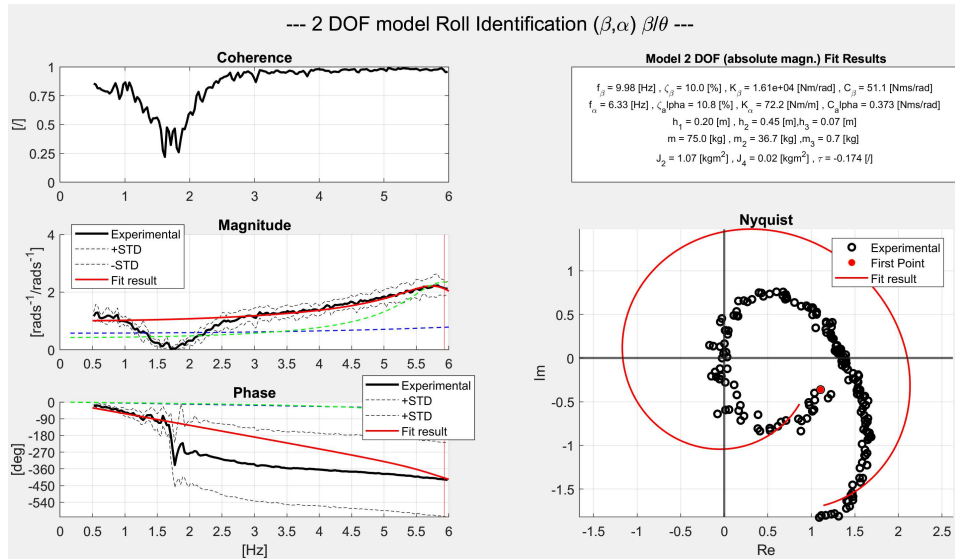 --- 2 DOF model Roll Identification (β,α) β/θ ---
Coherence
1
0.75
0.5
0.25
0
[/]
0 1 2 3 4 5 6
Model 2 DOF (absolute magn.) Fit Results
f_β = 9.98 [Hz] , ζ_β = 10.0 [%] , K_β = 1.61e+04 [Nm/rad] , C_β = 51.1 [Nms/rad]
f_α = 6.33 [Hz] , ζ_alpha = 10.8 [%] , K_α = 72.2 [Nm/m] , C_alpha = 0.373 [Nms/rad]
h_1 = 0.20 [m] , h_2 = 0.45 [m],h_3 = 0.07 [m]
m = 75.0 [kg] , m_2 = 36.7 [kg] ,m_3 = 0.7 [kg]
J_2 = 1.07 [kgm²] , J_4 = 0.02 [kgm²] , τ = -0.174 [/]
Magnitude
4
2
0
[rads⁻¹/rads⁻¹]
Experimental
+STD
-STD
Fit result
0 0.5 1 1.5 2 2.5 3 3.5 4 4.5 5 5.5 6
Phase
0
-90
-180
-270
-360
-450
-540
[deg]
Experimental
+STD
+STD
Fit result
0 0.5 1 1.5 2 2.5 3 3.5 4 4.5 5 5.5 6
[Hz]
Nyquist
1
0.5
0
-0.5
-1
-1.5
Im
Experimental
First Point
Fit result
-1.5 -1 -0.5 0 0.5 1 1.5 2 2.5
Re